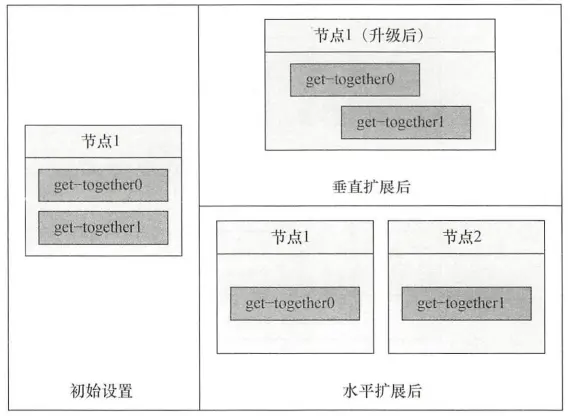 节点1
get-together0
get-together1
初始设置
节点1（升级后）
get-together0
get-together1
垂直扩展后
节点1
get-together0
节点2
get-together1
水平扩展后